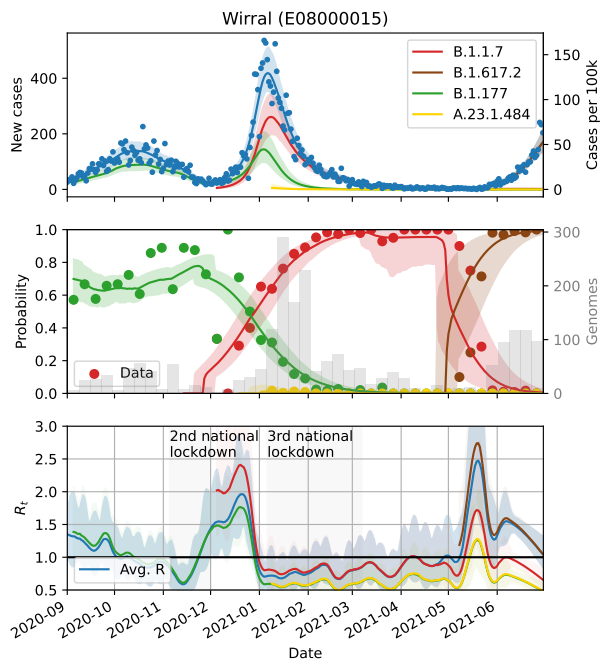 Wirral (E08000015)
New cases
400
200
0
B.1.1.7
B.1.617.2
B.1.177
A.23.1.484
150
100
50
0
Cases per 100k
Probability
1.0
0.8
0.6
0.4
0.2
0.0
Data
300
200
100
0
Genomes
R_t
3.0
2.5
2.0
1.5
1.0
0.5
2nd national
lockdown
3rd national
lockdown
Avg. R
2020-09
2020-10
2020-11
2020-12
2021-01
2021-02
2021-03
2021-04
2021-05
2021-06
Date